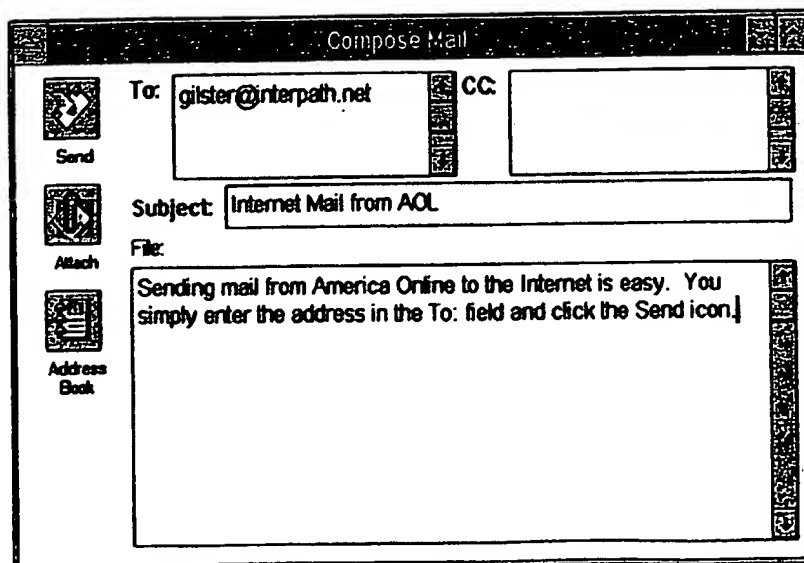 Compose Mail
To: gilster@interpath.net
CC:
Send
Subject: Internet Mail from AOL
Attach
File:
Sending mail from America Online to the Internet is easy. You
simply enter the address in the To: field and click the Send icon.
Address
Book